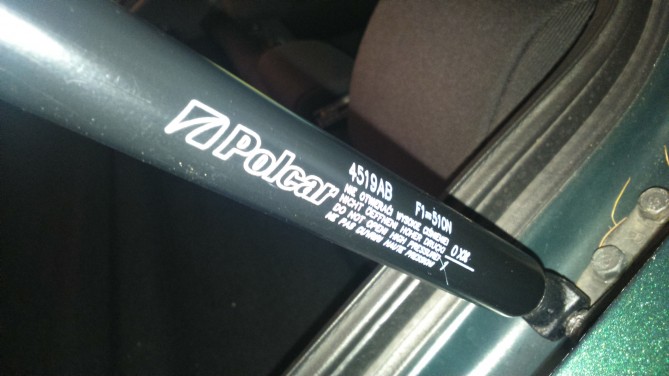 Polcar
4519AB F1=510N
NIE OTWIERAĆ! WYSOKIE CIŚNIENIE!
NICHT OEFFNEN! HOHER DRUCK!
DO NOT OPEN! HIGH PRESSURE!
NE PAS OUVRIR! HAUTE PRESSION!